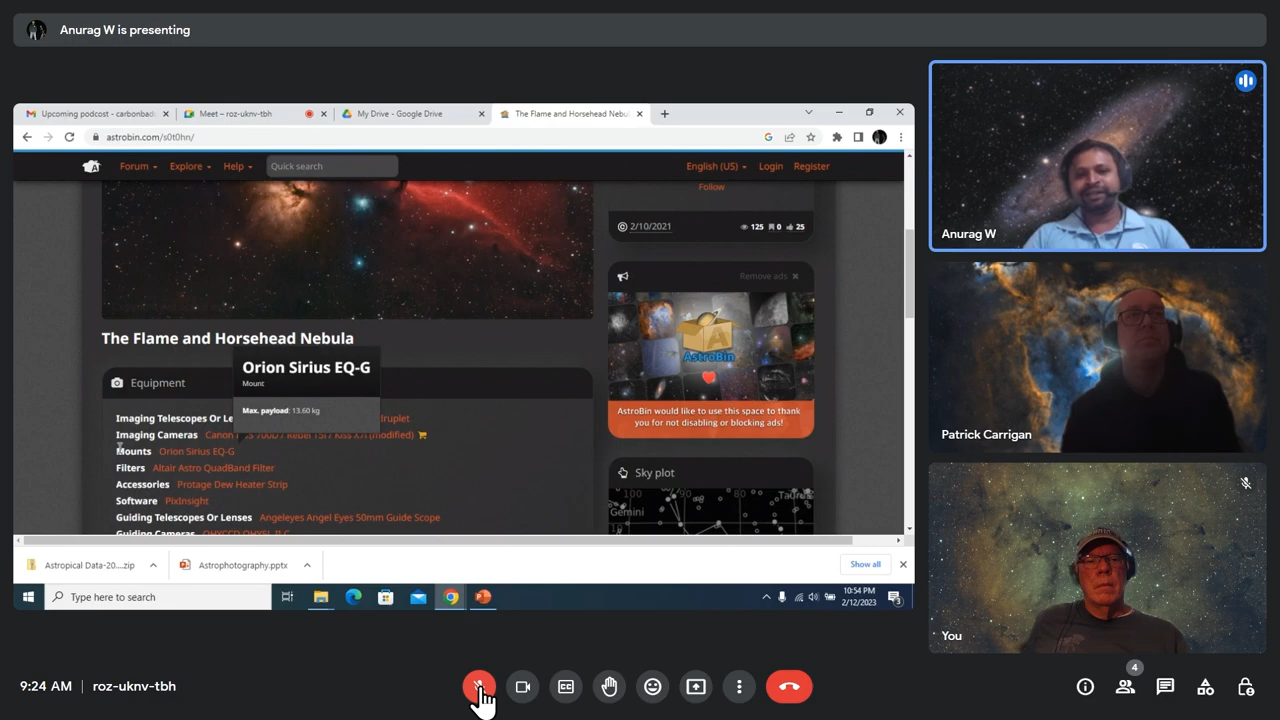 Anurag W is presenting
Upcoming podcast - carbonbad
Meet – roz-uknv-tbh
My Drive - Google Drive
The Flame and Horsehead Nebu
astrobin.com/s0t0hn/
Forum
Explore
Help
Quick search
English (US)
Login
Register
Follow
2/10/2021
125
0
25
Remove ads
AstroBin
AstroBin would like to use this space to thank
you for not disabling or blocking ads!
The Flame and Horsehead Nebula
Equipment
Orion Sirius EQ-G
Mount
Max. payload: 13.60 kg
Imaging Telescopes Or Le
Imaging Cameras Canon
(modified)
Mounts Orion Sirius EQ-G
Filters Altair Astro QuadBand Filter
Accessories Protage Dew Heater Strip
Software PixInsight
Guiding Telescopes Or Lenses Angeleyes Angel Eyes 50mm Guide Scope
Guiding Cameras
Sky plot
100
90
80
Taurus
Gemini
Astropical Data-20....zip
Astrophotography.pptx
Show all
Type here to search
10:54 PM
2/12/2023
3
Anurag W
Patrick Carrigan
You
9:24 AM | roz-uknv-tbh
4